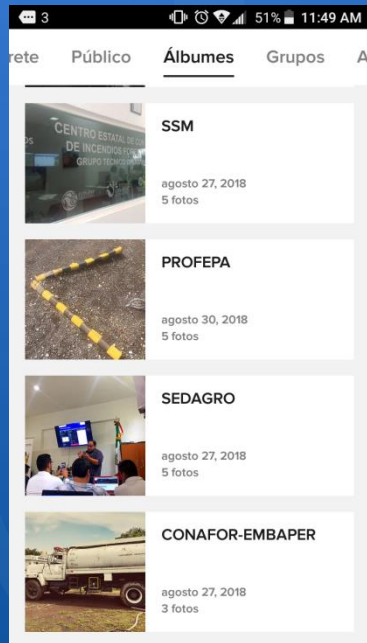 3
51% 11:49 AM
rete Público Álbumes Grupos A
CENTRO ESTATAL DE
DE INCENDIOS
GRUPO
SSM
agosto 27, 2018
5 fotos
PROFEPA
agosto 30, 2018
5 fotos
SEDAGRO
agosto 27, 2018
5 fotos
CONAFOR-EMBAPER
agosto 27, 2018
3 fotos